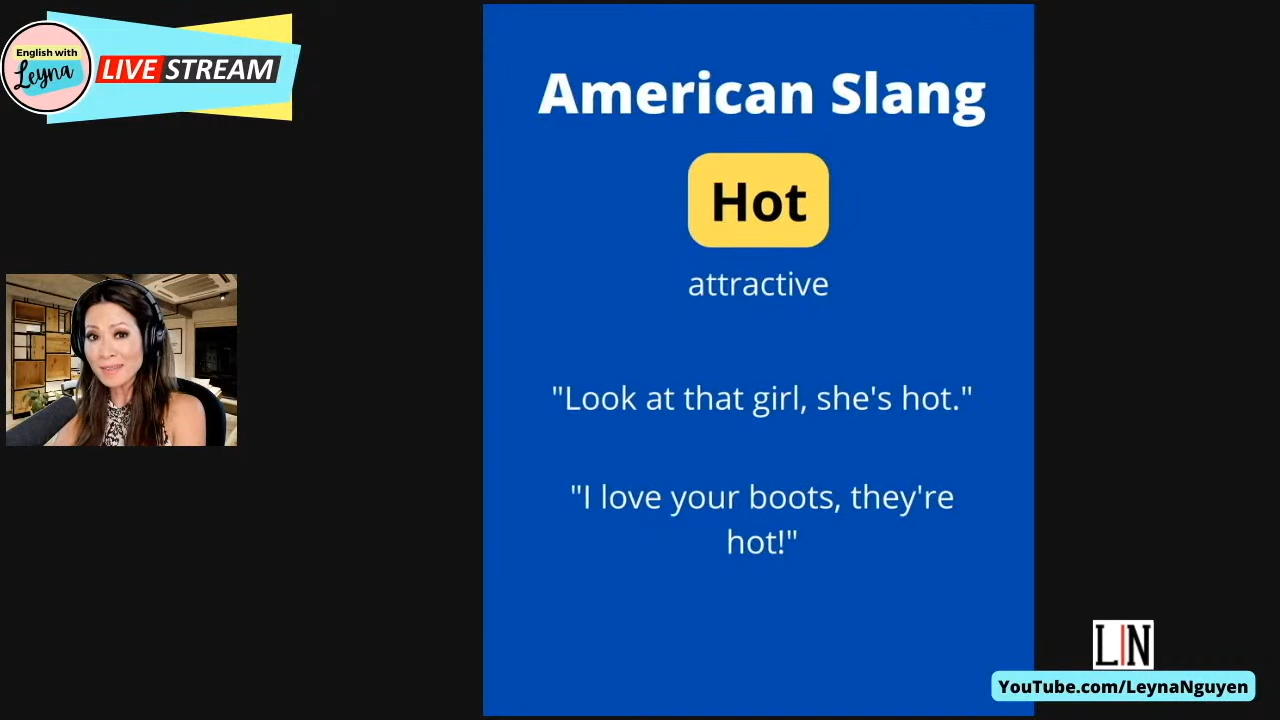 English with
Leyna
LIVE STREAM
American Slang
Hot
attractive
"Look at that girl, she's hot."
"I love your boots, they're
hot!"
LIN
YouTube.com/LeynaNguyen